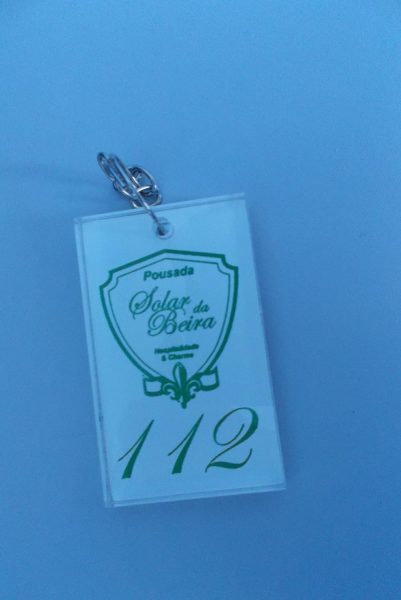 Pousada
Solar da
Beira
Hospitalidade
& Charme
112